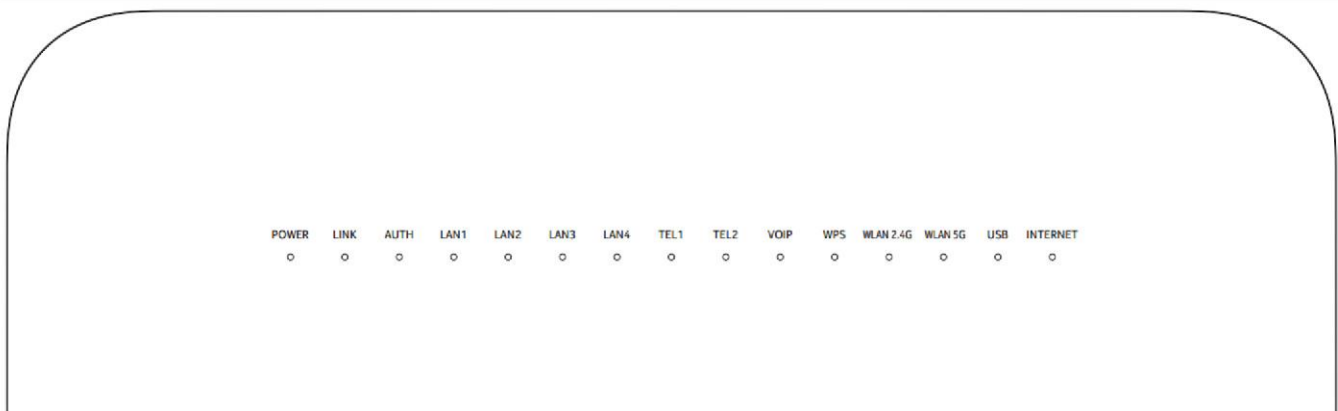 POWER LINK AUTH LAN1 LAN2 LAN3 LAN4 TEL1 TEL2 VOIP WPS WLAN 2.4G WLAN 5G USB INTERNET